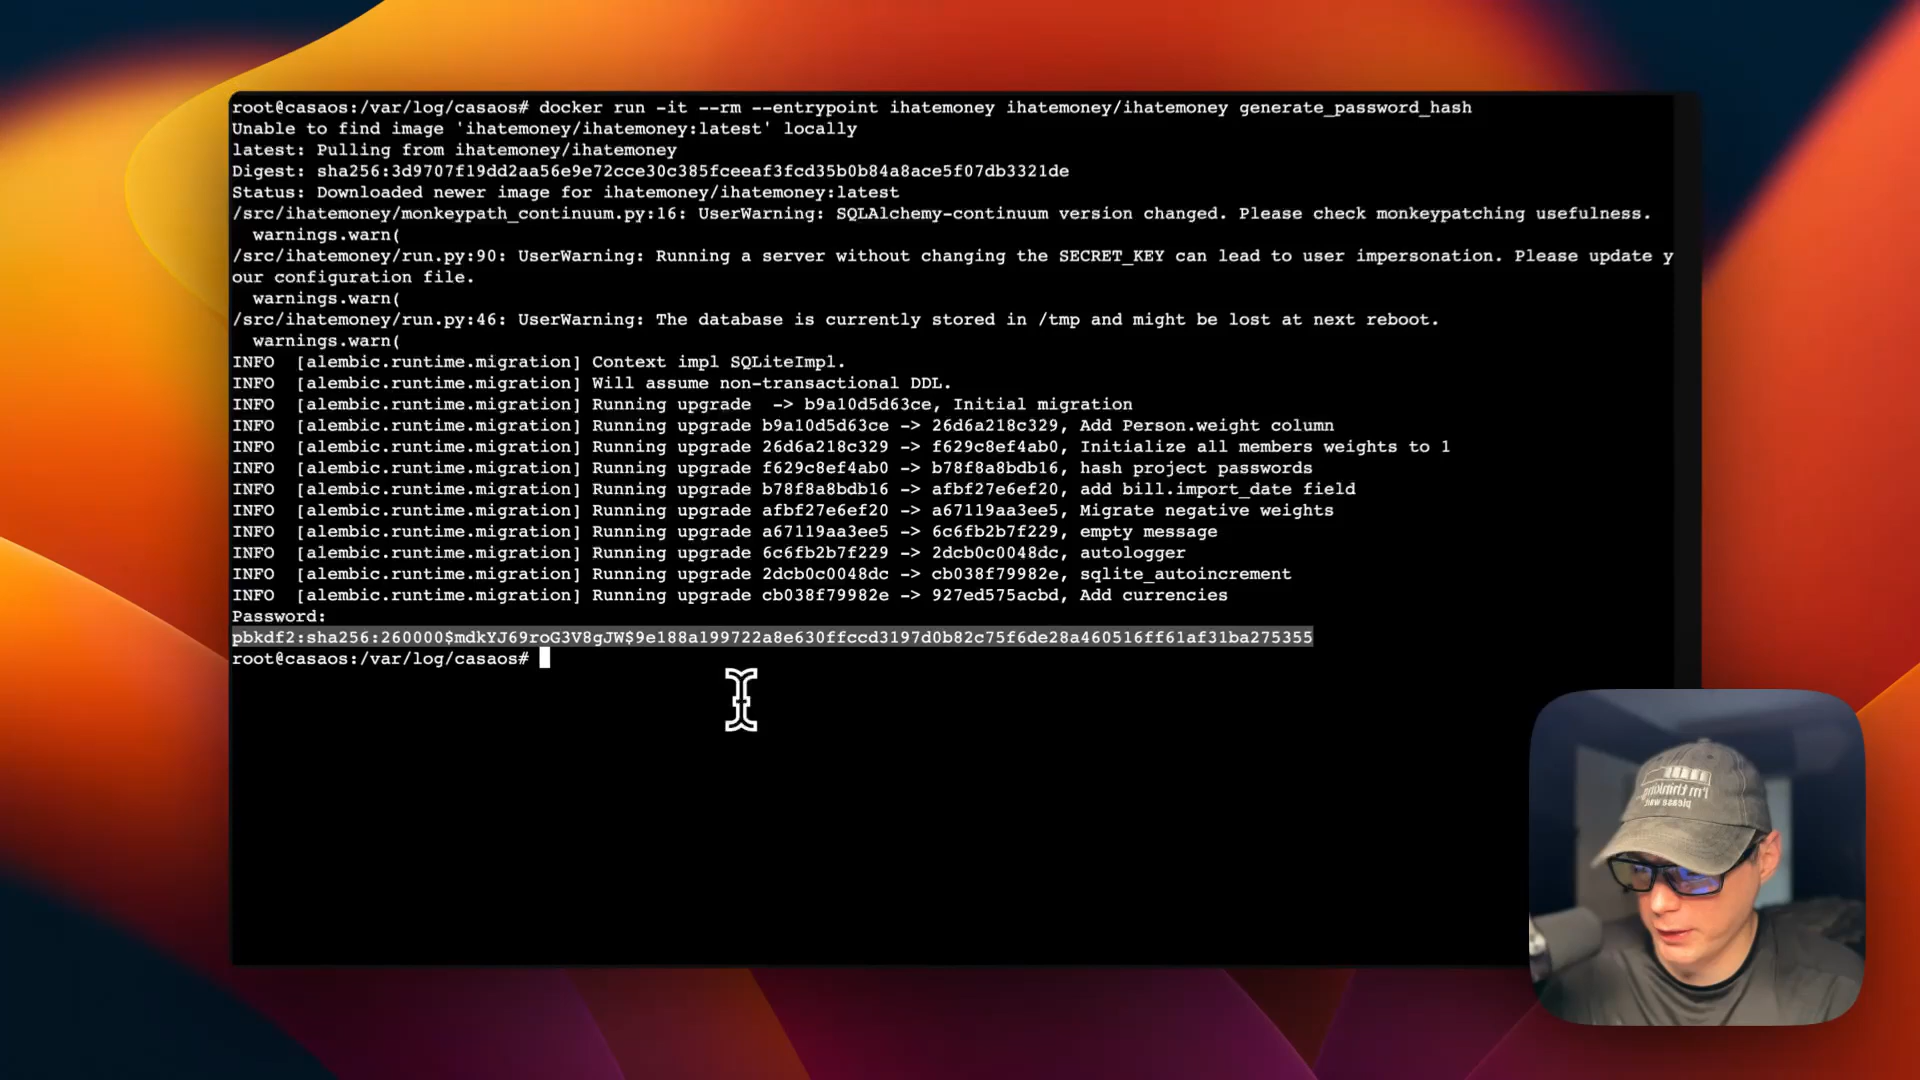 root@casaos:/var/log/casaos# docker run -it --rm --entrypoint ihatemoney ihatemoney/ihatemoney generate_password_hash
Unable to find image 'ihatemoney/ihatemoney:latest' locally
latest: Pulling from ihatemoney/ihatemoney
Digest: sha256:3d9707f19dd2aa56e9e72cce30c385fceeaf3fcd35b0b84a8ace5f07db3321de
Status: Downloaded newer image for ihatemoney/ihatemoney:latest
/src/ihatemoney/monkeypath_continuum.py:16: UserWarning: SQLAlchemy-continuum version changed. Please check monkeypatching usefulness.
  warnings.warn(
/src/ihatemoney/run.py:90: UserWarning: Running a server without changing the SECRET_KEY can lead to user impersonation. Please update y
our configuration file.
  warnings.warn(
/src/ihatemoney/run.py:46: UserWarning: The database is currently stored in /tmp and might be lost at next reboot.
  warnings.warn(
INFO  [alembic.runtime.migration] Context impl SQLiteImpl.
INFO  [alembic.runtime.migration] Will assume non-transactional DDL.
INFO  [alembic.runtime.migration] Running upgrade  -> b9a10d5d63ce, Initial migration
INFO  [alembic.runtime.migration] Running upgrade b9a10d5d63ce -> 26d6a218c329, Add Person.weight column
INFO  [alembic.runtime.migration] Running upgrade 26d6a218c329 -> f629c8ef4ab0, Initialize all members weights to 1
INFO  [alembic.runtime.migration] Running upgrade f629c8ef4ab0 -> b78f8a8bdb16, hash project passwords
INFO  [alembic.runtime.migration] Running upgrade b78f8a8bdb16 -> afbf27e6ef20, add bill.import_date field
INFO  [alembic.runtime.migration] Running upgrade afbf27e6ef20 -> a67119aa3ee5, Migrate negative weights
INFO  [alembic.runtime.migration] Running upgrade a67119aa3ee5 -> 6c6fb2b7f229, empty message
INFO  [alembic.runtime.migration] Running upgrade 6c6fb2b7f229 -> 2dcb0c0048dc, autologger
INFO  [alembic.runtime.migration] Running upgrade 2dcb0c0048dc -> cb038f79982e, sqlite_autoincrement
INFO  [alembic.runtime.migration] Running upgrade cb038f79982e -> 927ed575acbd, Add currencies
Password:
pbkdf2:sha256:260000$mdkYJ69roG3V8gJW$9e188a199722a8e630ffccd3197d0b82c75f6de28a460516ff61af31ba275355
root@casaos:/var/log/casaos#
I'm thinking
please wait